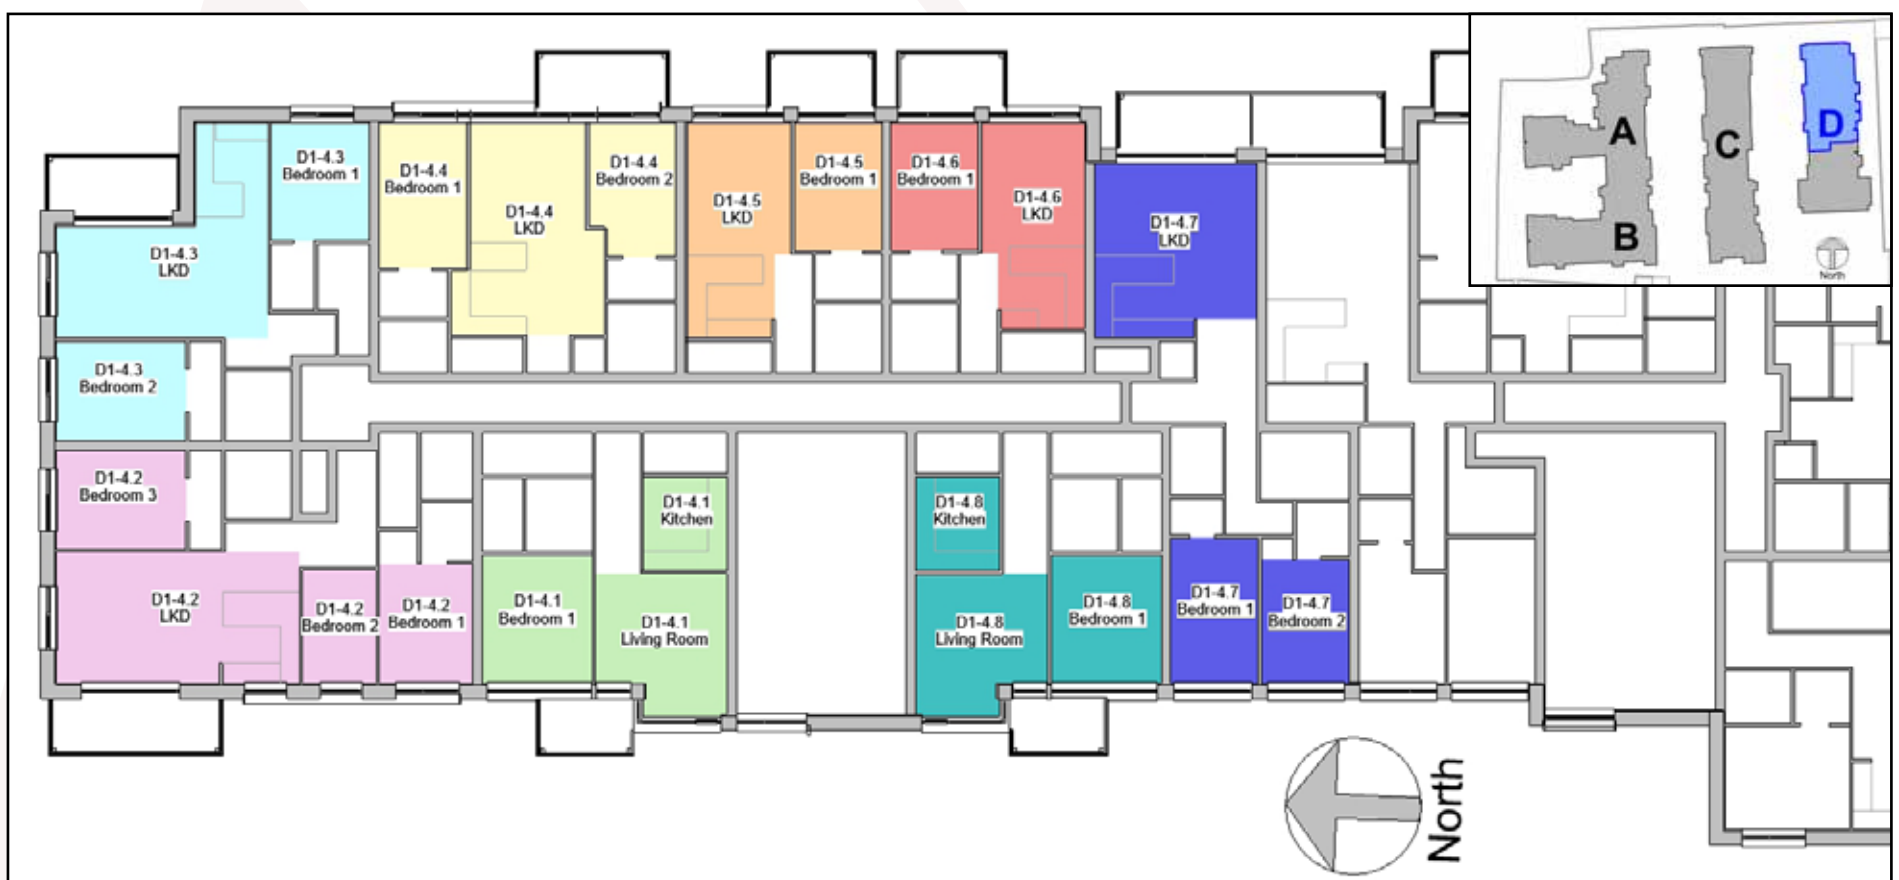 D1-4.3
Bedroom 1
D1-4.4
Bedroom 1
D1-4.4
LKD
D1-4.4
Bedroom 2
D1-4.5
LKD
D1-4.5
Bedroom 1
D1-4.6
Bedroom 1
D1-4.6
LKD
D1-4.7
LKD
D1-4.3
LKD
D1-4.3
Bedroom 2
D1-4.2
Bedroom 3
D1-4.2
LKD
D1-4.2
Bedroom 2
D1-4.2
Bedroom 1
D1-4.1
Bedroom 1
D1-4.1
Kitchen
D1-4.1
Living Room
D1-4.8
Kitchen
D1-4.8
Living Room
D1-4.8
Bedroom 1
D1-4.7
Bedroom 1
D1-4.7
Bedroom 2
A
B
C
D
North
North